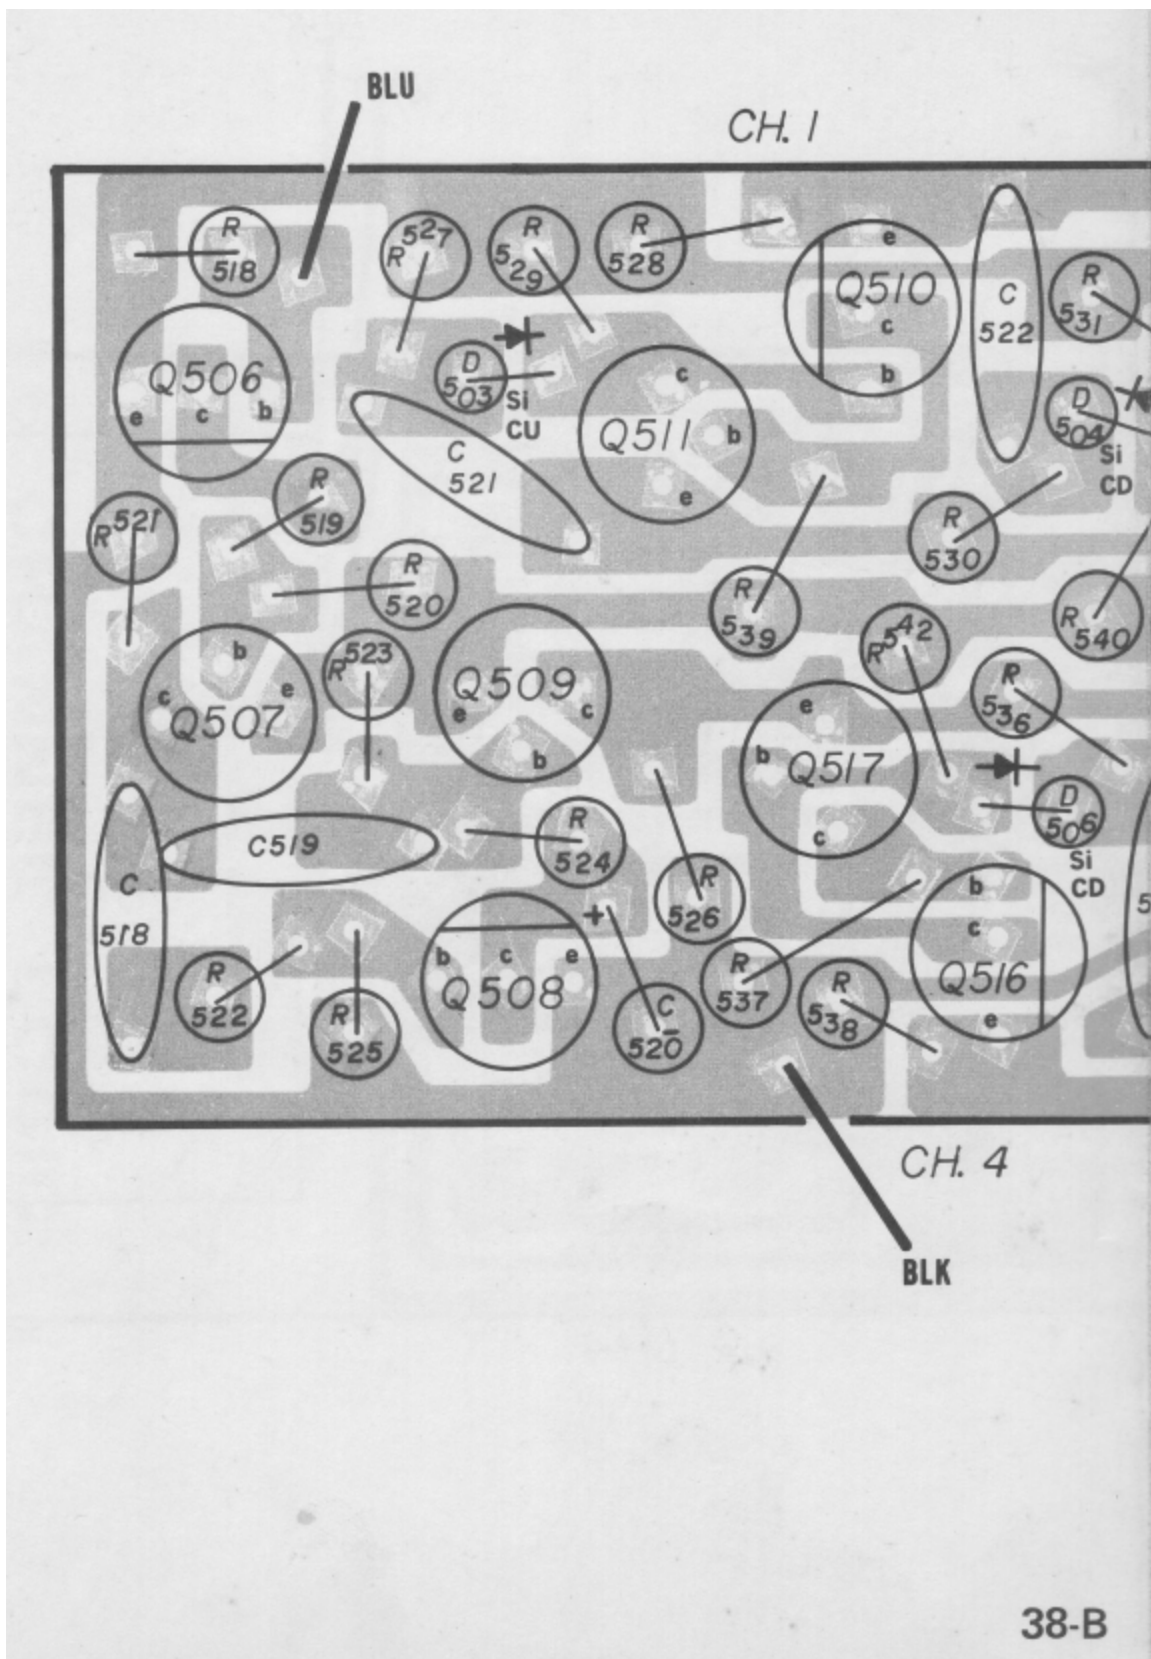 BLU
CH. 1
R 518
R 527
R 529
R 528
Q510
e
c
b
C 522
R 531
Q506
e c b
D 503
Si
CU
Q511
c
b
e
D 504
Si
CD
C 521
R 519
R 521
R 530
R 520
R 539
R 540
R 542
R 523
Q507
b
c
e
Q509
e
c
b
R 536
Q517
e
b
c
D 506
Si
CD
C519
C 518
R 524
R 526
+
Q508
b c e
R 522
R 525
C 520
-
R 537
R 538
Q516
b
c
e
5
CH. 4
BLK
38-B